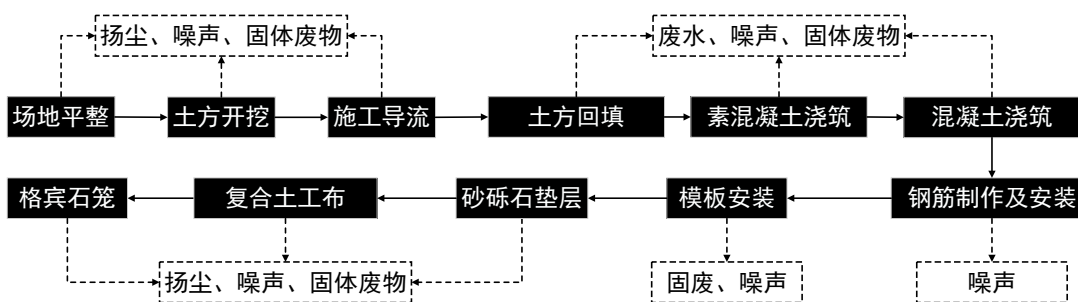 扬尘、噪声、固体废物
废水、噪声、固体废物
场地平整
土方开挖
施工导流
土方回填
素混凝土浇筑
混凝土浇筑
格宾石笼
复合土工布
砂砾石垫层
模板安装
钢筋制作及安装
扬尘、噪声、固体废物
固废、噪声
噪声